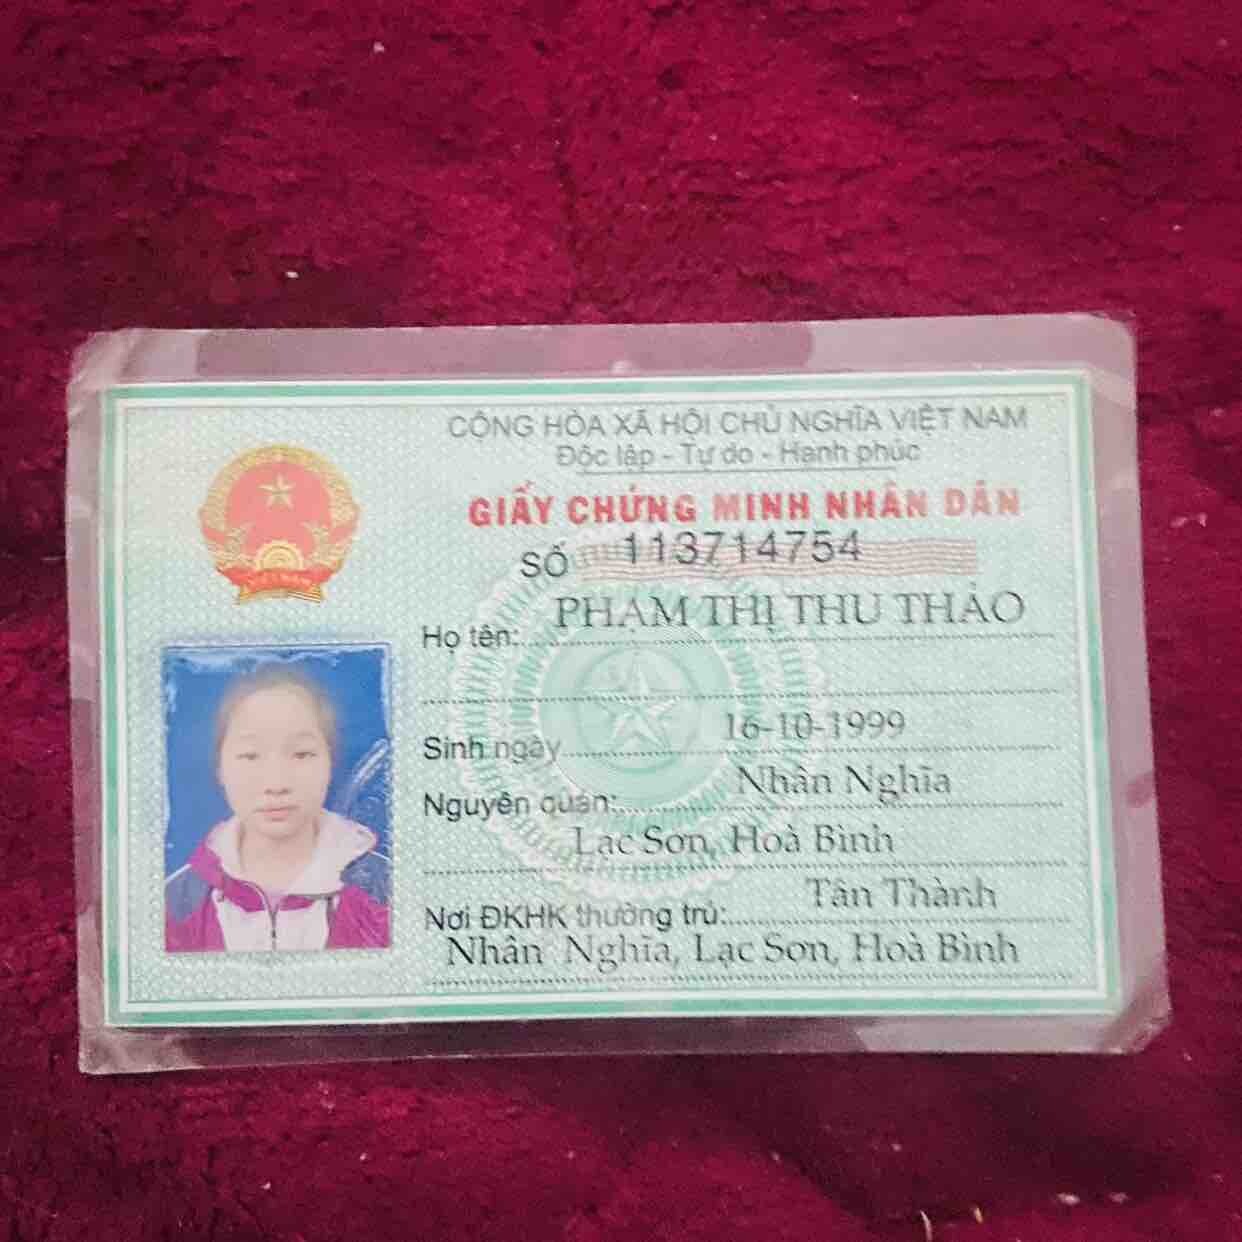 CỘNG HÒA XÃ HỘI CHỦ NGHĨA VIỆT NAM
Độc lập - Tự do - Hạnh phúc
GIẤY CHỨNG MINH NHÂN DÂN
SỐ 113714754
Họ tên: PHẠM THỊ THU THẢO
Sinh ngày 16-10-1999
Nguyên quán: Nhân Nghĩa
Lạc Sơn, Hoà Bình
Nơi ĐKHK thường trú: Tân Thành
Nhân Nghĩa, Lạc Sơn, Hoà Bình
VIỆT NAM